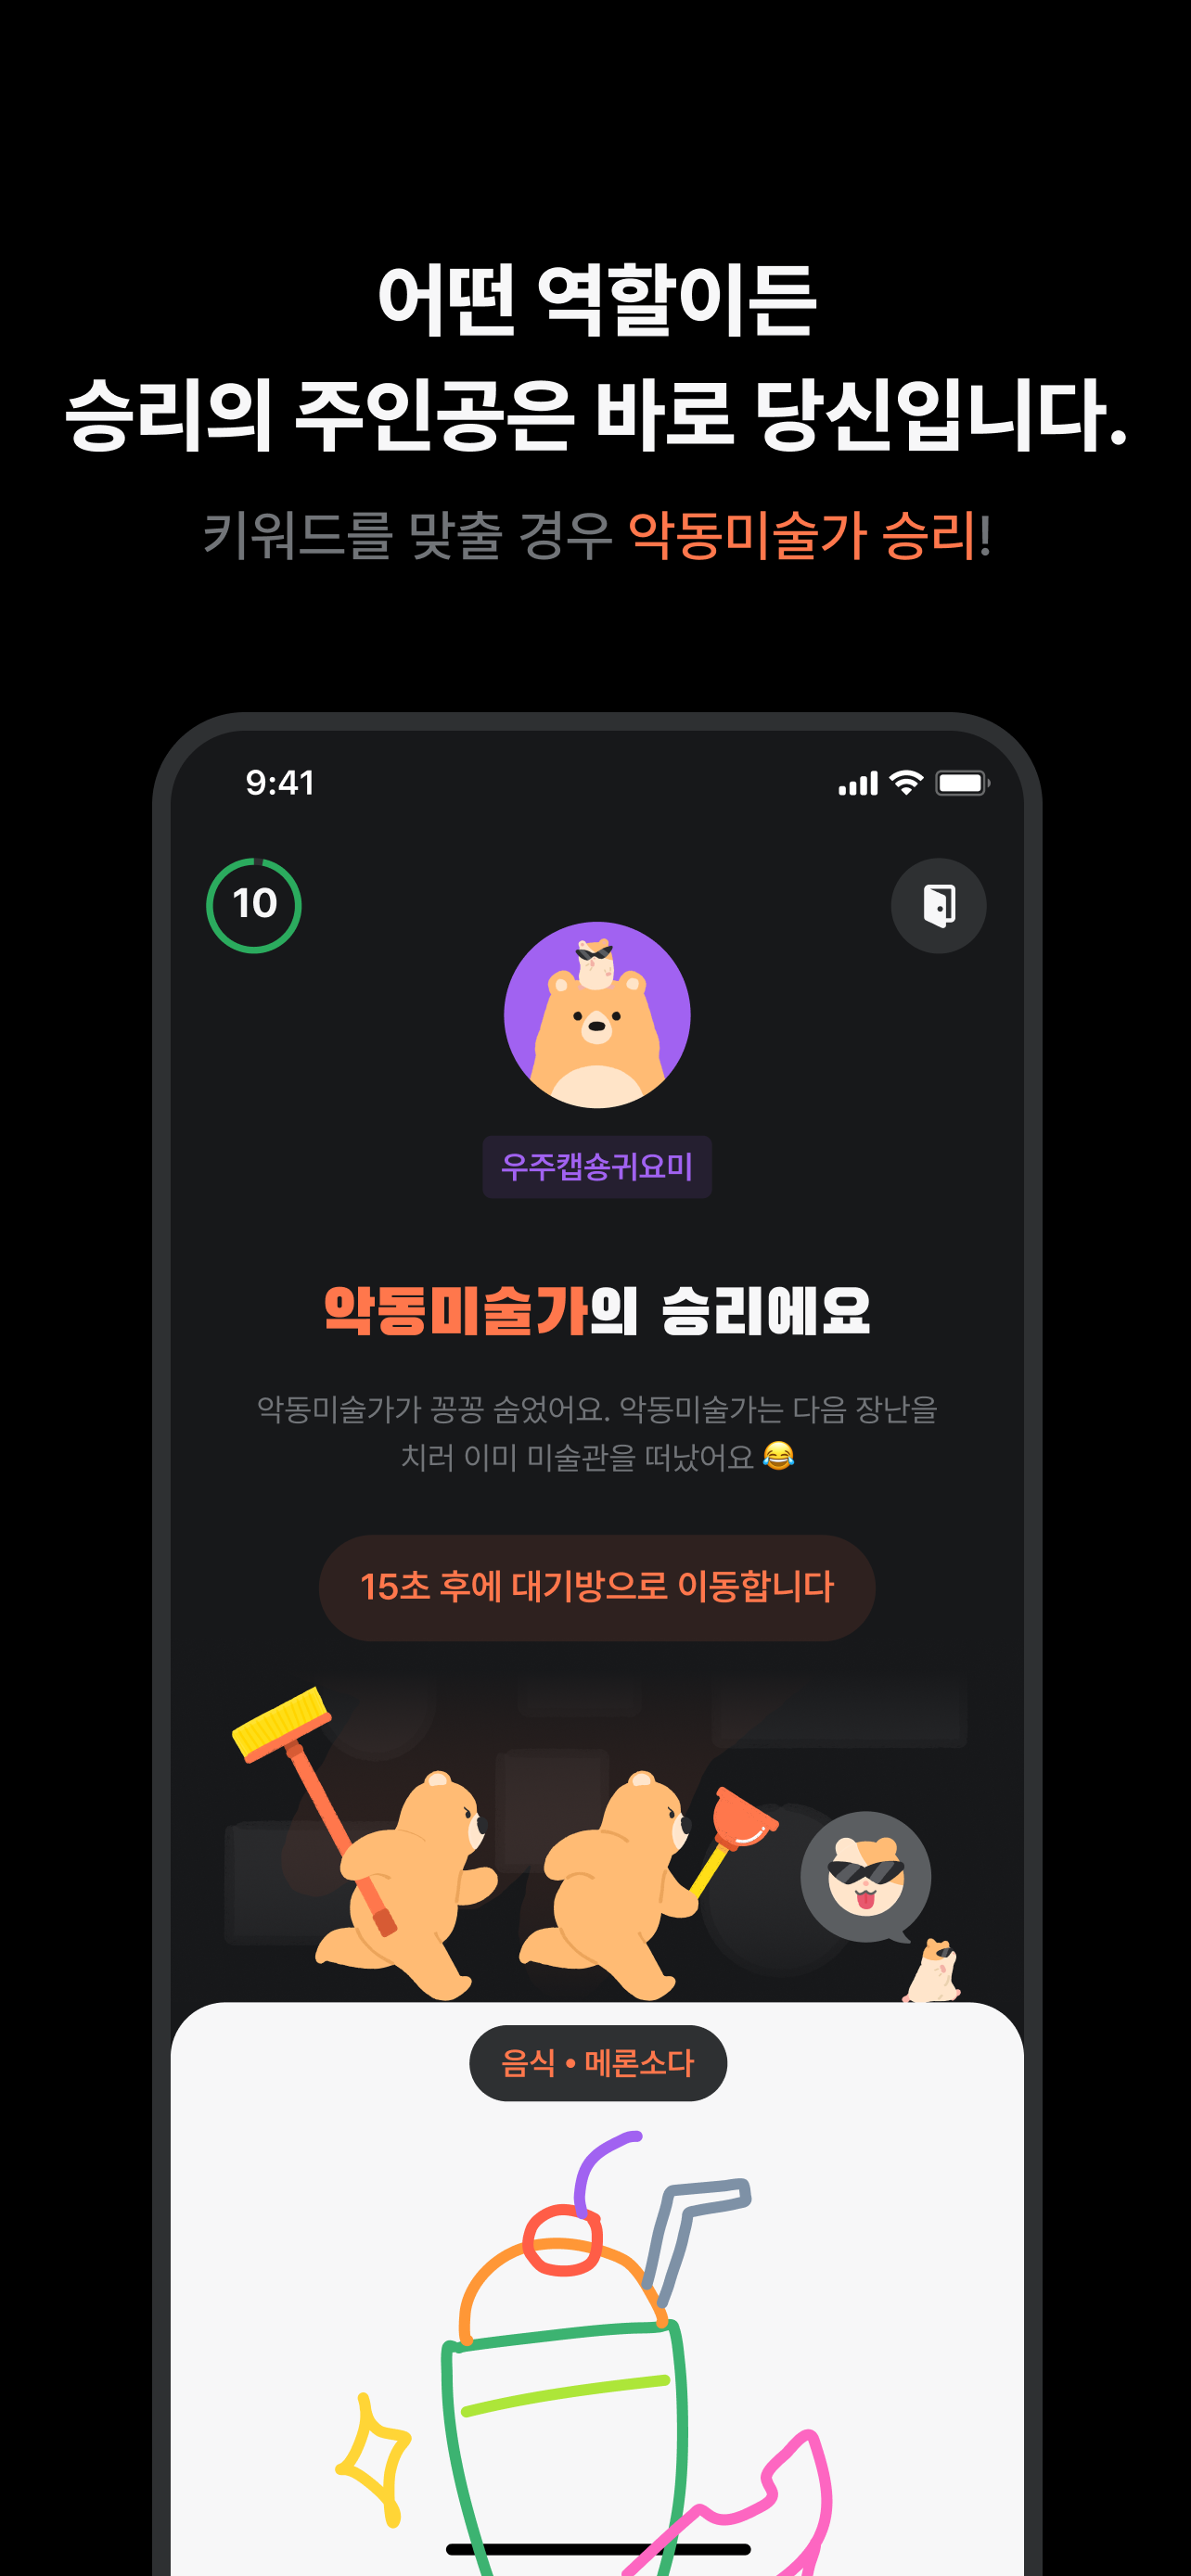 어떤 역할이든
승리의 주인공은 바로 당신입니다.
키워드를 맞출 경우 악동미술가 승리!
9:41
10
우주캡숑귀요미
악동미술가의 승리에요
악동미술가가 꽁꽁 숨었어요. 악동미술가는 다음 장난을
치러 이미 미술관을 떠났어요 😂
15초 후에 대기방으로 이동합니다
음식 • 메론소다